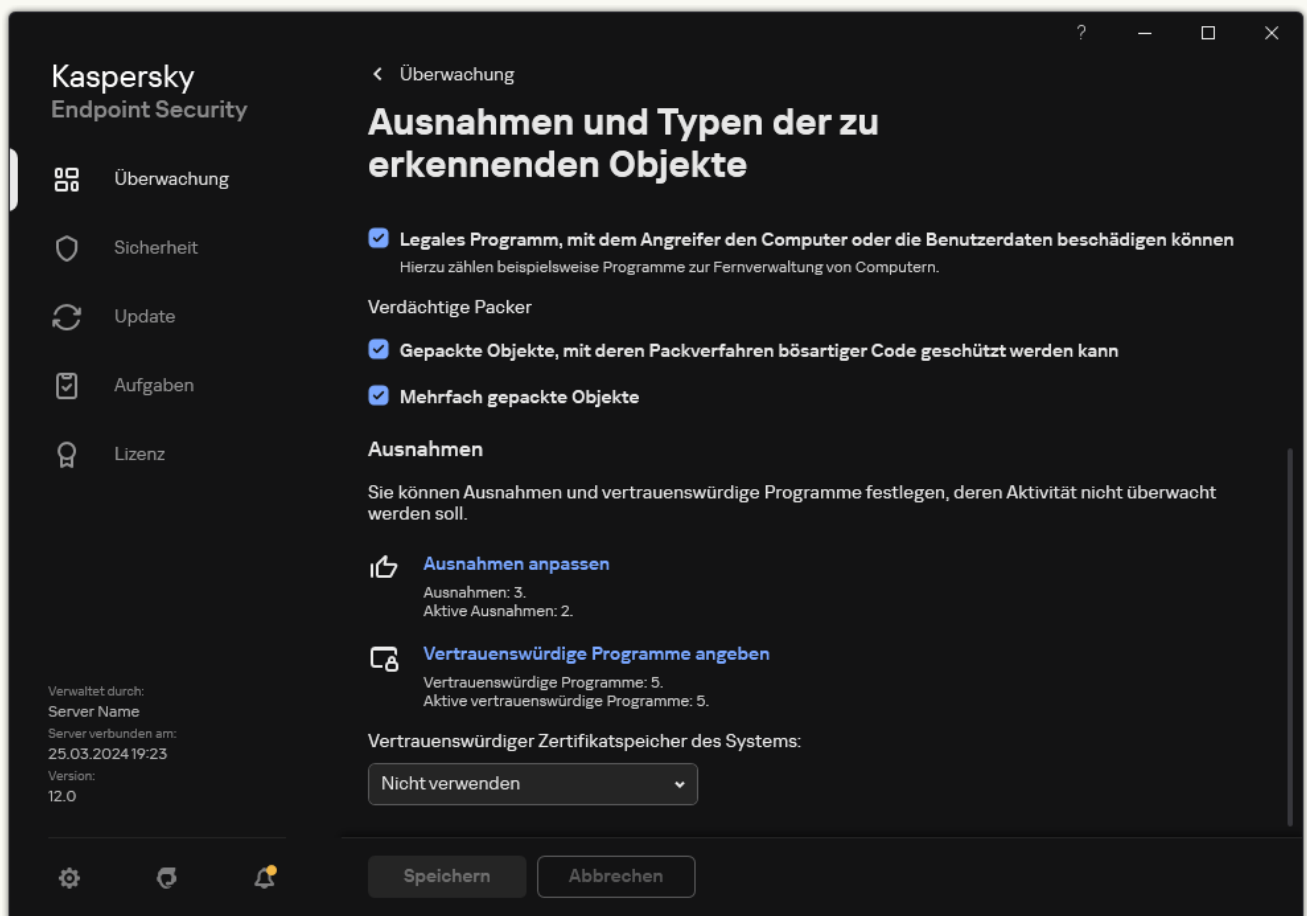 ?
Kaspersky
Endpoint Security
Überwachung
Sicherheit
Update
Aufgaben
Lizenz
Verwaltet durch:
Server Name
Server verbunden am:
25.03.2024 19:23
Version:
12.0
Überwachung
Ausnahmen und Typen der zu
erkennenden Objekte
Legales Programm, mit dem Angreifer den Computer oder die Benutzerdaten beschädigen können
Hierzu zählen beispielsweise Programme zur Fernverwaltung von Computern.
Verdächtige Packer
Gepackte Objekte, mit deren Packverfahren bösartiger Code geschützt werden kann
Mehrfach gepackte Objekte
Ausnahmen
Sie können Ausnahmen und vertrauenswürdige Programme festlegen, deren Aktivität nicht überwacht
werden soll.
Ausnahmen anpassen
Ausnahmen: 3.
Aktive Ausnahmen: 2.
Vertrauenswürdige Programme angeben
Vertrauenswürdige Programme: 5.
Aktive vertrauenswürdige Programme: 5.
Vertrauenswürdiger Zertifikatspeicher des Systems:
Nicht verwenden
Speichern
Abbrechen